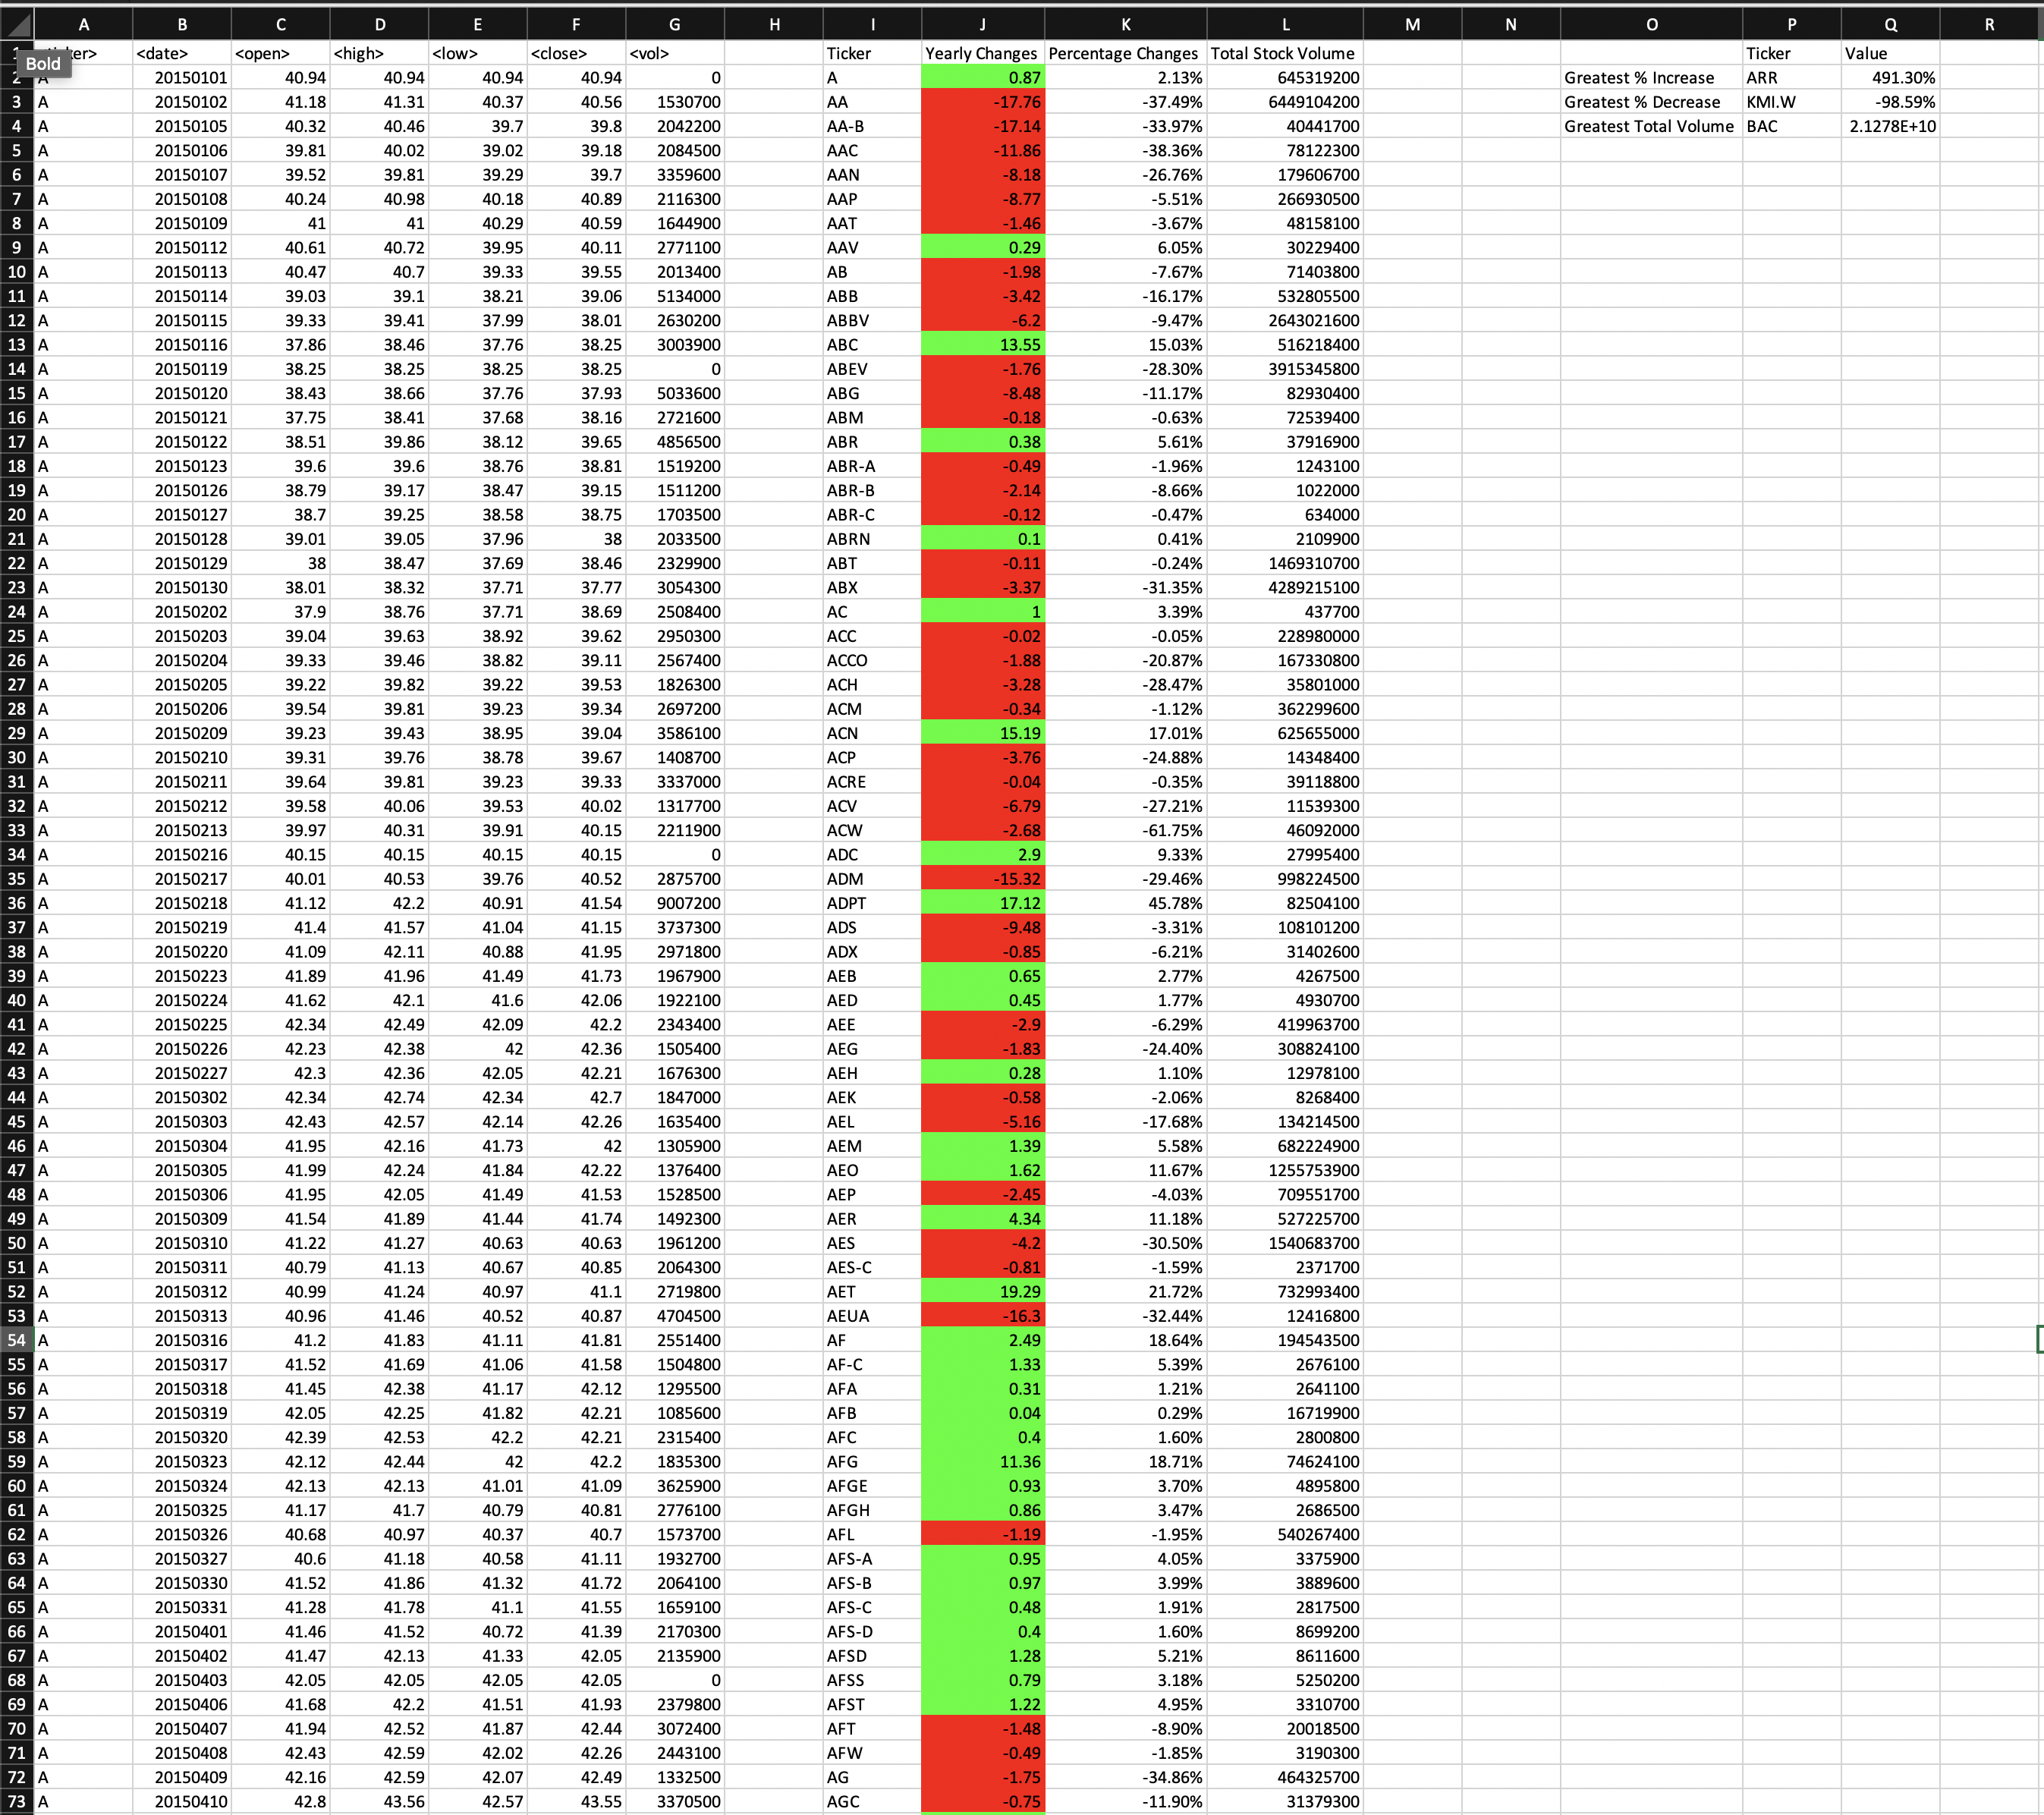 A B C D E F G H I J K L M N O P Q R
1 ticker> <date> <open> <high> <low> <close> <vol> Ticker Yearly Changes Percentage Changes Total Stock Volume Ticker Value
Bold
2 A 20150101 40.94 40.94 40.94 40.94 0 A 0.87 2.13% 645319200 Greatest % Increase ARR 491.30%
3 A 20150102 41.18 41.31 40.37 40.56 1530700 AA -17.76 -37.49% 6449104200 Greatest % Decrease KMI.W -98.59%
4 A 20150105 40.32 40.46 39.7 39.8 2042200 AA-B -17.14 -33.97% 40441700 Greatest Total Volume BAC 2.1278E+10
5 A 20150106 39.81 40.02 39.02 39.18 2084500 AAC -11.86 -38.36% 78122300
6 A 20150107 39.52 39.81 39.29 39.7 3359600 AAN -8.18 -26.76% 179606700
7 A 20150108 40.24 40.98 40.18 40.89 2116300 AAP -8.77 -5.51% 266930500
8 A 20150109 41 41 40.29 40.59 1644900 AAT -1.46 -3.67% 48158100
9 A 20150112 40.61 40.72 39.95 40.11 2771100 AAV 0.29 6.05% 30229400
10 A 20150113 40.47 40.7 39.33 39.55 2013400 AB -1.98 -7.67% 71403800
11 A 20150114 39.03 39.1 38.21 39.06 5134000 ABB -3.42 -16.17% 532805500
12 A 20150115 39.33 39.41 37.99 38.01 2630200 ABBV -6.2 -9.47% 2643021600
13 A 20150116 37.86 38.46 37.76 38.25 3003900 ABC 13.55 15.03% 516218400
14 A 20150119 38.25 38.25 38.25 38.25 0 ABEV -1.76 -28.30% 3915345800
15 A 20150120 38.43 38.66 37.76 37.93 5033600 ABG -8.48 -11.17% 82930400
16 A 20150121 37.75 38.41 37.68 38.16 2721600 ABM -0.18 -0.63% 72539400
17 A 20150122 38.51 39.86 38.12 39.65 4856500 ABR 0.38 5.61% 37916900
18 A 20150123 39.6 39.6 38.76 38.81 1519200 ABR-A -0.49 -1.96% 1243100
19 A 20150126 38.79 39.17 38.47 39.15 1511200 ABR-B -2.14 -8.66% 1022000
20 A 20150127 38.7 39.25 38.58 38.75 1703500 ABR-C -0.12 -0.47% 634000
21 A 20150128 39.01 39.05 37.96 38 2033500 ABRN 0.1 0.41% 2109900
22 A 20150129 38 38.47 37.69 38.46 2329900 ABT -0.11 -0.24% 1469310700
23 A 20150130 38.01 38.32 37.71 37.77 3054300 ABX -3.37 -31.35% 4289215100
24 A 20150202 37.9 38.76 37.71 38.69 2508400 AC 1 3.39% 437700
25 A 20150203 39.04 39.63 38.92 39.62 2950300 ACC -0.02 -0.05% 228980000
26 A 20150204 39.33 39.46 38.82 39.11 2567400 ACCO -1.88 -20.87% 167330800
27 A 20150205 39.22 39.82 39.22 39.53 1826300 ACH -3.28 -28.47% 35801000
28 A 20150206 39.54 39.81 39.23 39.34 2697200 ACM -0.34 -1.12% 362299600
29 A 20150209 39.23 39.43 38.95 39.04 3586100 ACN 15.19 17.01% 625655000
30 A 20150210 39.31 39.76 38.78 39.67 1408700 ACP -3.76 -24.88% 14348400
31 A 20150211 39.64 39.81 39.23 39.33 3337000 ACRE -0.04 -0.35% 39118800
32 A 20150212 39.58 40.06 39.53 40.02 1317700 ACV -6.79 -27.21% 11539300
33 A 20150213 39.97 40.31 39.91 40.15 2211900 ACW -2.68 -61.75% 46092000
34 A 20150216 40.15 40.15 40.15 40.15 0 ADC 2.9 9.33% 27995400
35 A 20150217 40.01 40.53 39.76 40.52 2875700 ADM -15.32 -29.46% 998224500
36 A 20150218 41.12 42.2 40.91 41.54 9007200 ADPT 17.12 45.78% 82504100
37 A 20150219 41.4 41.57 41.04 41.15 3737300 ADS -9.48 -3.31% 108101200
38 A 20150220 41.09 42.11 40.88 41.95 2971800 ADX -0.85 -6.21% 31402600
39 A 20150223 41.89 41.96 41.49 41.73 1967900 AEB 0.65 2.77% 4267500
40 A 20150224 41.62 42.1 41.6 42.06 1922100 AED 0.45 1.77% 4930700
41 A 20150225 42.34 42.49 42.09 42.2 2343400 AEE -2.9 -6.29% 419963700
42 A 20150226 42.23 42.38 42 42.36 1505400 AEG -1.83 -24.40% 308824100
43 A 20150227 42.3 42.36 42.05 42.21 1676300 AEH 0.28 1.10% 12978100
44 A 20150302 42.34 42.74 42.34 42.7 1847000 AEK -0.58 -2.06% 8268400
45 A 20150303 42.43 42.57 42.14 42.26 1635400 AEL -5.16 -17.68% 134214500
46 A 20150304 41.95 42.16 41.73 42 1305900 AEM 1.39 5.58% 682224900
47 A 20150305 41.99 42.24 41.84 42.22 1376400 AEO 1.62 11.67% 1255753900
48 A 20150306 41.95 42.05 41.49 41.53 1528500 AEP -2.45 -4.03% 709551700
49 A 20150309 41.54 41.89 41.44 41.74 1492300 AER 4.34 11.18% 527225700
50 A 20150310 41.22 41.27 40.63 40.63 1961200 AES -4.2 -30.50% 1540683700
51 A 20150311 40.79 41.13 40.67 40.85 2064300 AES-C -0.81 -1.59% 2371700
52 A 20150312 40.99 41.24 40.97 41.1 2719800 AET 19.29 21.72% 732993400
53 A 20150313 40.96 41.46 40.52 40.87 4704500 AEUA -16.3 -32.44% 12416800
54 A 20150316 41.2 41.83 41.11 41.81 2551400 AF 2.49 18.64% 194543500
55 A 20150317 41.52 41.69 41.06 41.58 1504800 AF-C 1.33 5.39% 2676100
56 A 20150318 41.45 42.38 41.17 42.12 1295500 AFA 0.31 1.21% 2641100
57 A 20150319 42.05 42.25 41.82 42.21 1085600 AFB 0.04 0.29% 16719900
58 A 20150320 42.39 42.53 42.2 42.21 2315400 AFC 0.4 1.60% 2800800
59 A 20150323 42.12 42.44 42 42.2 1835300 AFG 11.36 18.71% 74624100
60 A 20150324 42.13 42.13 41.01 41.09 3625900 AFGE 0.93 3.70% 4895800
61 A 20150325 41.17 41.7 40.79 40.81 2776100 AFGH 0.86 3.47% 2686500
62 A 20150326 40.68 40.97 40.37 40.7 1573700 AFL -1.19 -1.95% 540267400
63 A 20150327 40.6 41.18 40.58 41.11 1932700 AFS-A 0.95 4.05% 3375900
64 A 20150330 41.52 41.86 41.32 41.72 2064100 AFS-B 0.97 3.99% 3889600
65 A 20150331 41.28 41.78 41.1 41.55 1659100 AFS-C 0.48 1.91% 2817500
66 A 20150401 41.46 41.52 40.72 41.39 2170300 AFS-D 0.4 1.60% 8699200
67 A 20150402 41.47 42.13 41.33 42.05 2135900 AFSD 1.28 5.21% 8611600
68 A 20150403 42.05 42.05 42.05 42.05 0 AFSS 0.79 3.18% 5250200
69 A 20150406 41.68 42.2 41.51 41.93 2379800 AFST 1.22 4.95% 3310700
70 A 20150407 41.94 42.52 41.87 42.44 3072400 AFT -1.48 -8.90% 20018500
71 A 20150408 42.43 42.59 42.02 42.26 2443100 AFW -0.49 -1.85% 3190300
72 A 20150409 42.16 42.59 42.07 42.49 1332500 AG -1.75 -34.86% 464325700
73 A 20150410 42.8 43.56 42.57 43.55 3370500 AGC -0.75 -11.90% 31379300